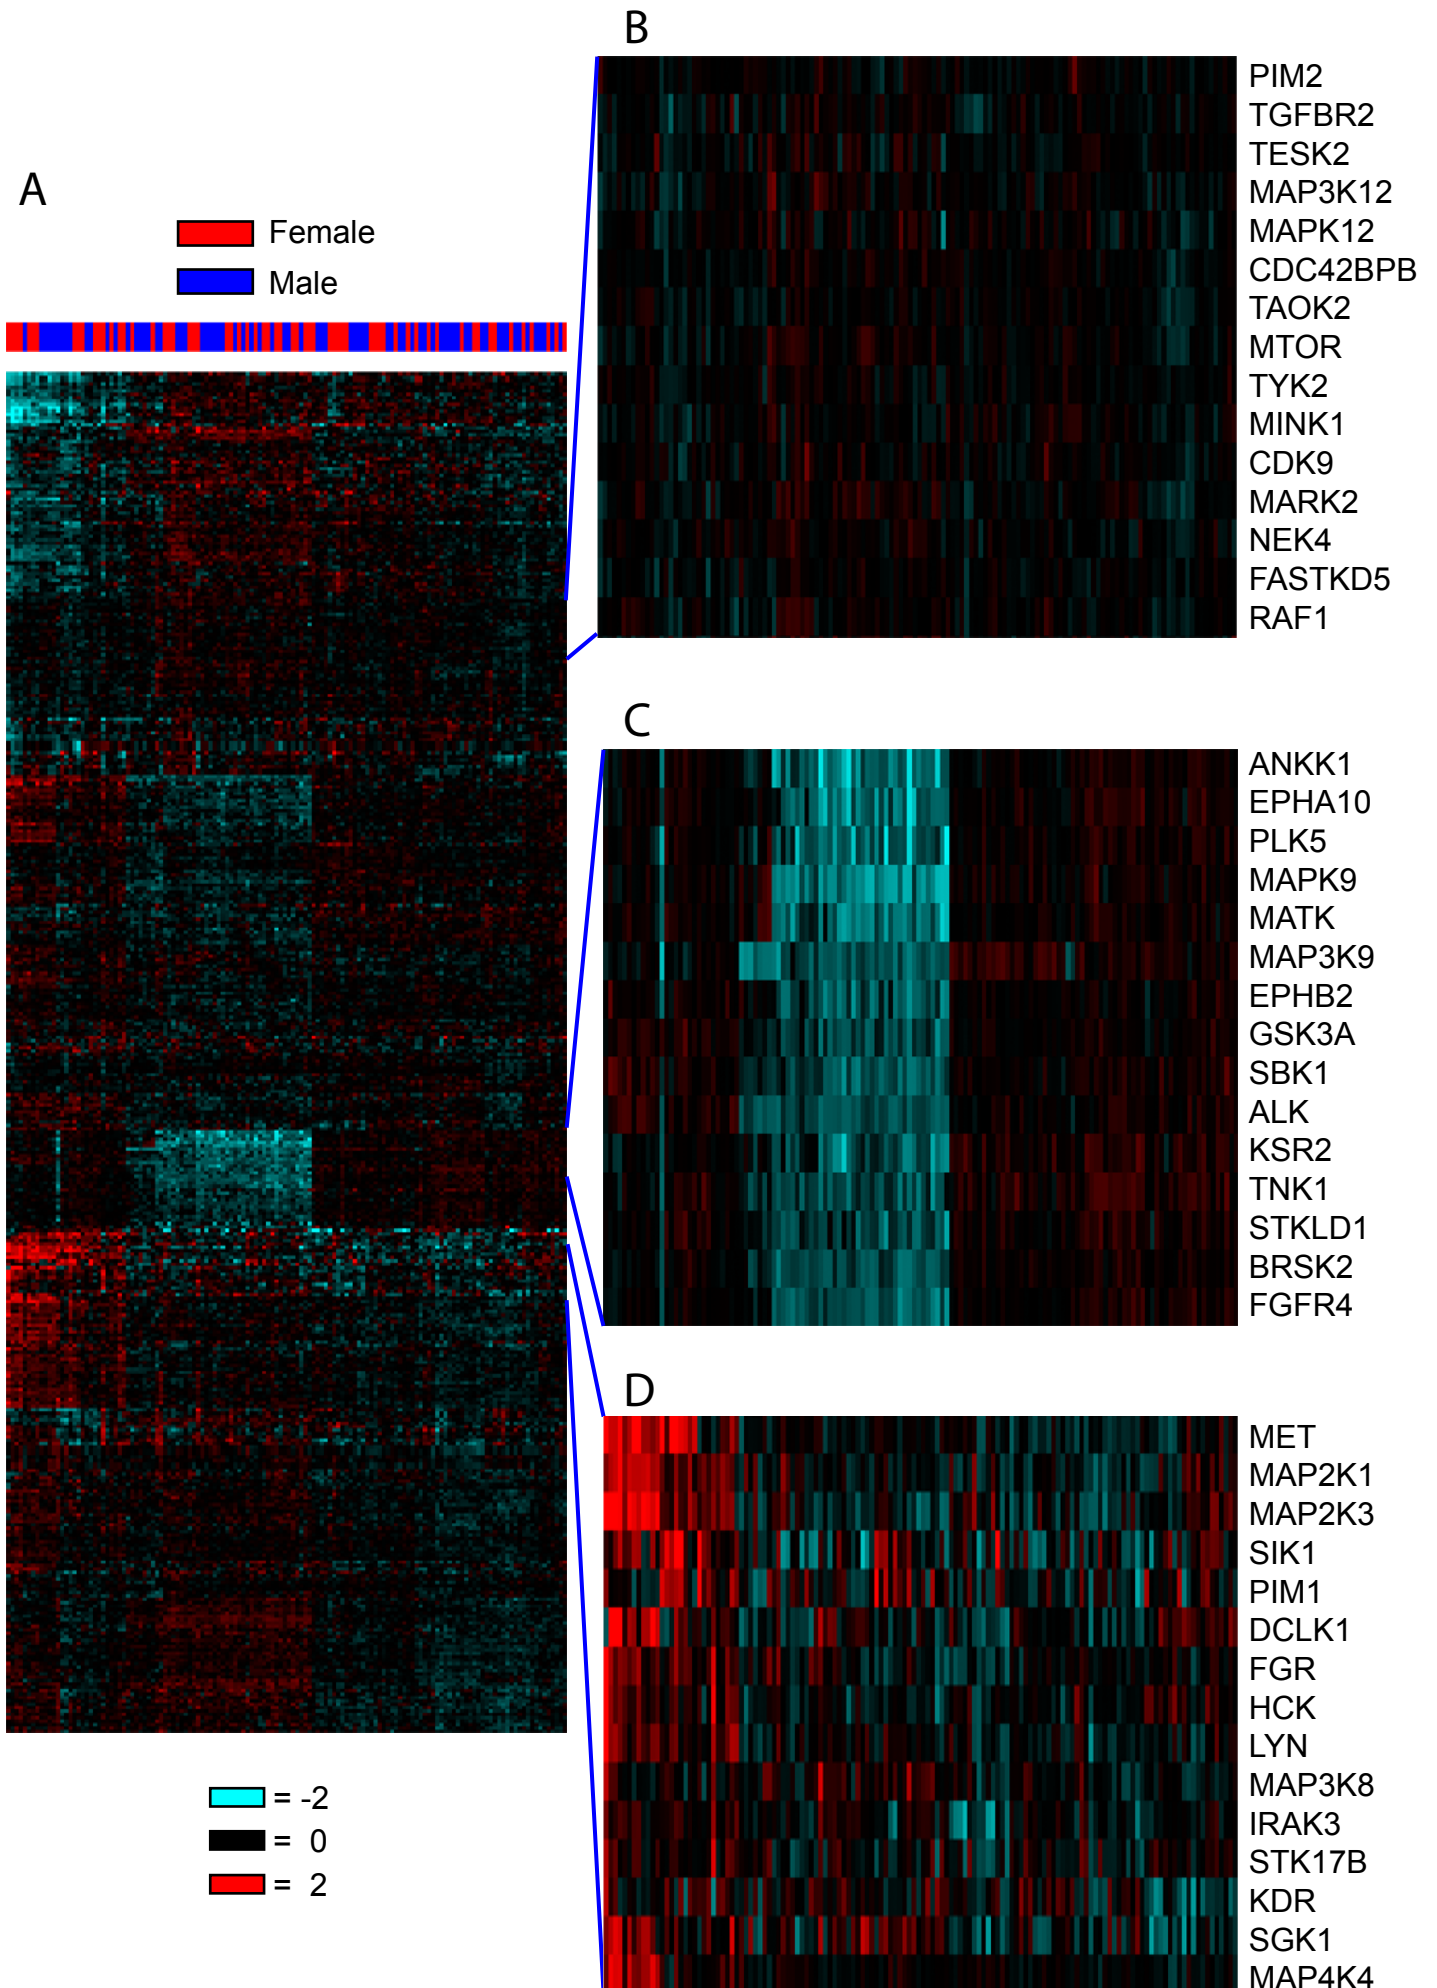 A
Female
Male
= -2
= 0
= 2
B
PIM2
TGFBR2
TESK2
MAP3K12
MAPK12
CDC42BPB
TAOK2
MTOR
TYK2
MINK1
CDK9
MARK2
NEK4
FASTKD5
RAF1
C
ANKK1
EPHA10
PLK5
MAPK9
MATK
MAP3K9
EPHB2
GSK3A
SBK1
ALK
KSR2
TNK1
STKLD1
BRSK2
FGFR4
D
MET
MAP2K1
MAP2K3
SIK1
PIM1
DCLK1
FGR
HCK
LYN
MAP3K8
IRAK3
STK17B
KDR
SGK1
MAP4K4